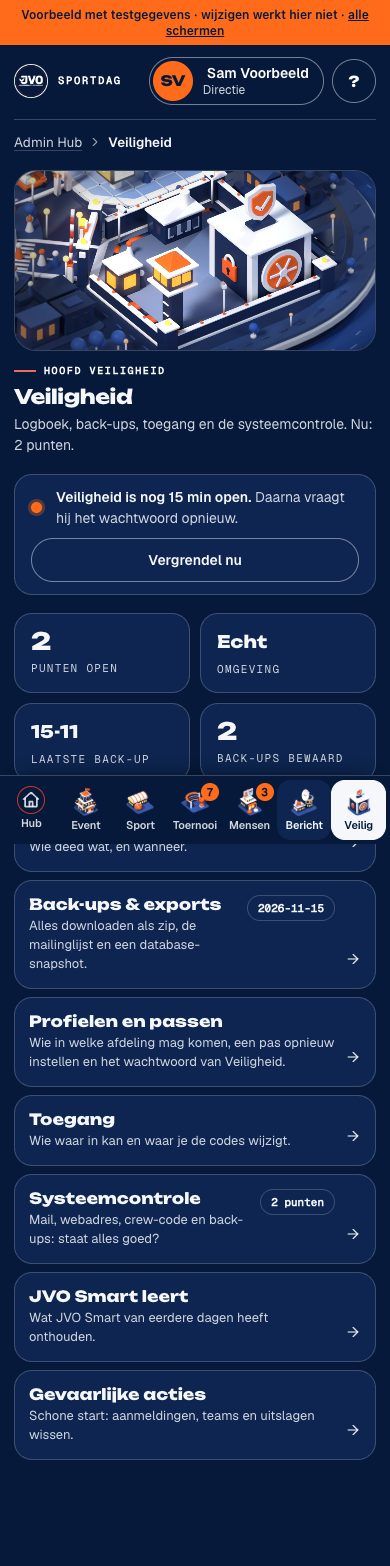 Voorbeeld met testgegevens · wijzigen werkt hier niet · alle
schermen
JVO
SPORTDAG
SV
Sam Voorbeeld
Directie
?
Admin Hub
Veiligheid
HOOFD VEILIGHEID
Veiligheid
Logboek, back-ups, toegang en de systeemcontrole. Nu:
2 punten.
Veiligheid is nog 15 min open. Daarna vraagt
hij het wachtwoord opnieuw.
Vergrendel nu
2
PUNTEN OPEN
Echt
OMGEVING
15-11
LAATSTE BACK-UP
2
BACK-UPS BEWAARD
Hub
Event
Sport
7
Toernooi
3
Mensen
Bericht
Veilig
Wie deed wat, en wanneer.
Back-ups & exports
2026-11-15
Alles downloaden als zip, de
mailinglijst en een database-
snapshot.
Profielen en passen
Wie in welke afdeling mag komen, een pas opnieuw
instellen en het wachtwoord van Veiligheid.
Toegang
Wie waar in kan en waar je de codes wijzigt.
Systeemcontrole
2 punten
Mail, webadres, crew-code en back-
ups: staat alles goed?
JVO Smart leert
Wat JVO Smart van eerdere dagen heeft
onthouden.
Gevaarlijke acties
Schone start: aanmeldingen, teams en uitslagen
wissen.